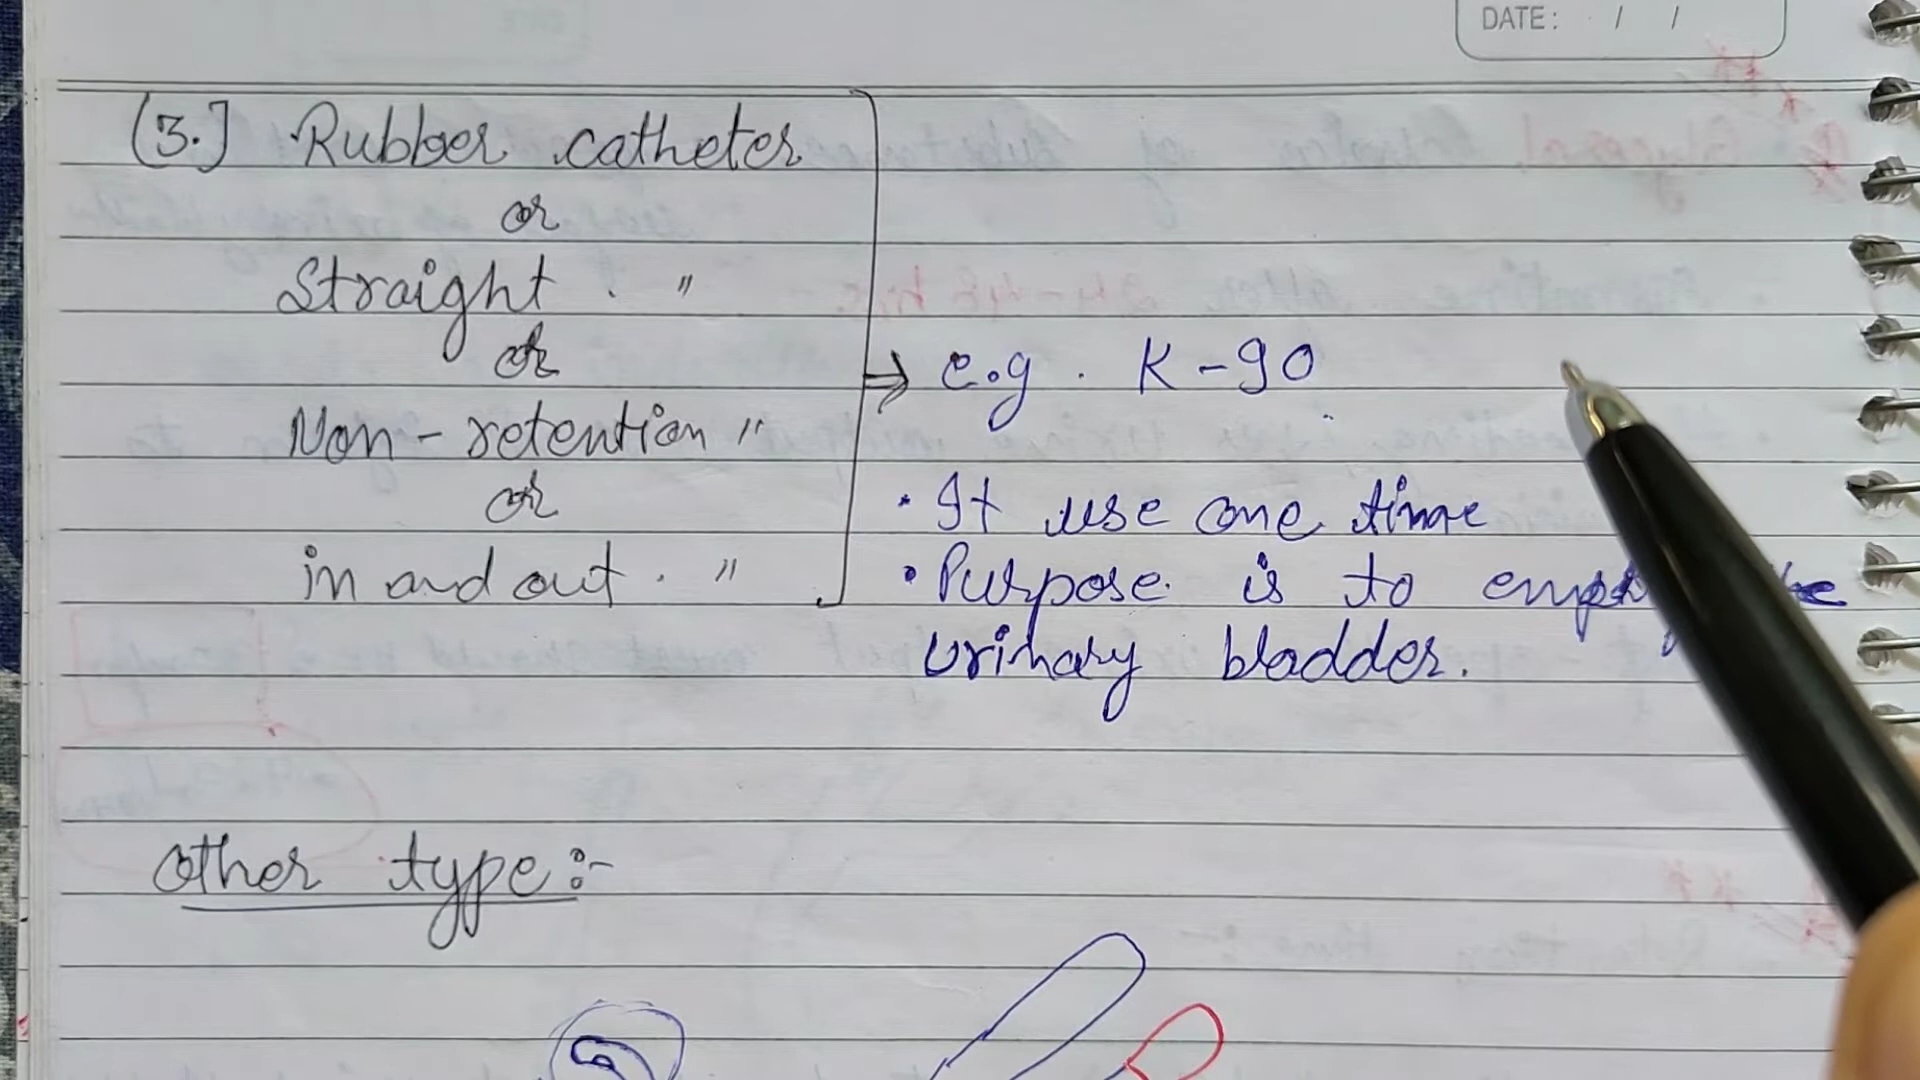 DATE: / /
(3.] Rubber catheter
or
Straight . "
or
Non-retention "
or
in and out . "
⇒ e.g. K-90
• It use one time
• Purpose is to empty the
urinary bladder.
Other type:-